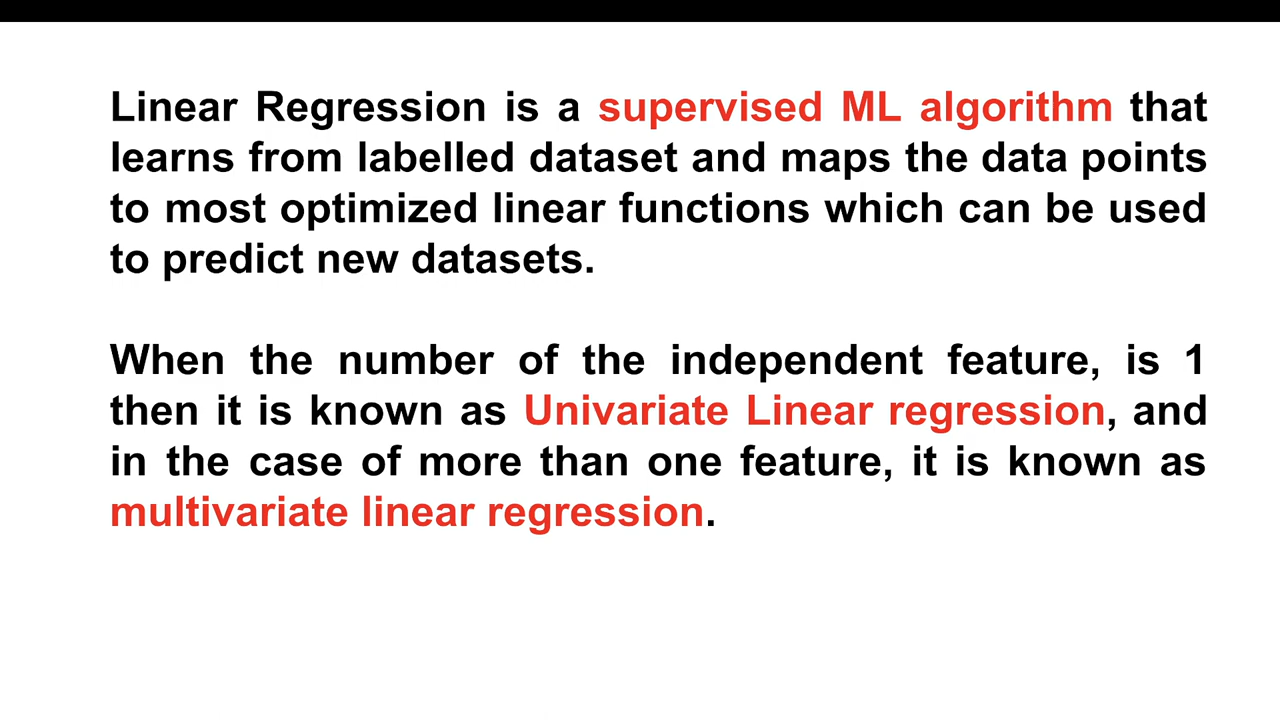 Linear Regression is a supervised ML algorithm that
learns from labelled dataset and maps the data points
to most optimized linear functions which can be used
to predict new datasets.
When the number of the independent feature, is 1
then it is known as Univariate Linear regression, and
in the case of more than one feature, it is known as
multivariate linear regression.